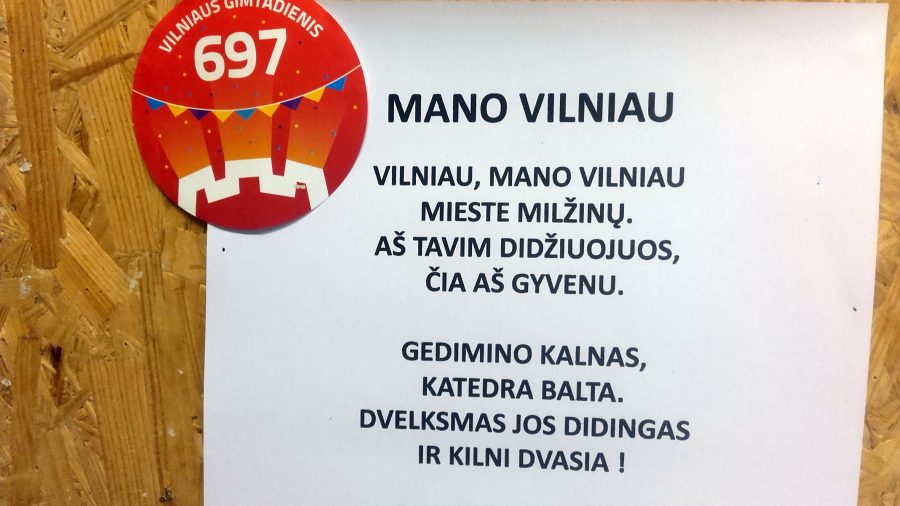 VILNIAUS GIMTADIENIS
697
MANO VILNIAU
VILNIAU, MANO VILNIAU
MIESTE MILŽINŲ.
AŠ TAVIM DIDŽIUOJUOS,
ČIA AŠ GYVENU.
GEDIMINO KALNAS,
KATEDRA BALTA.
DVELKSMAS JOS DIDINGAS
IR KILNI DVASIA !